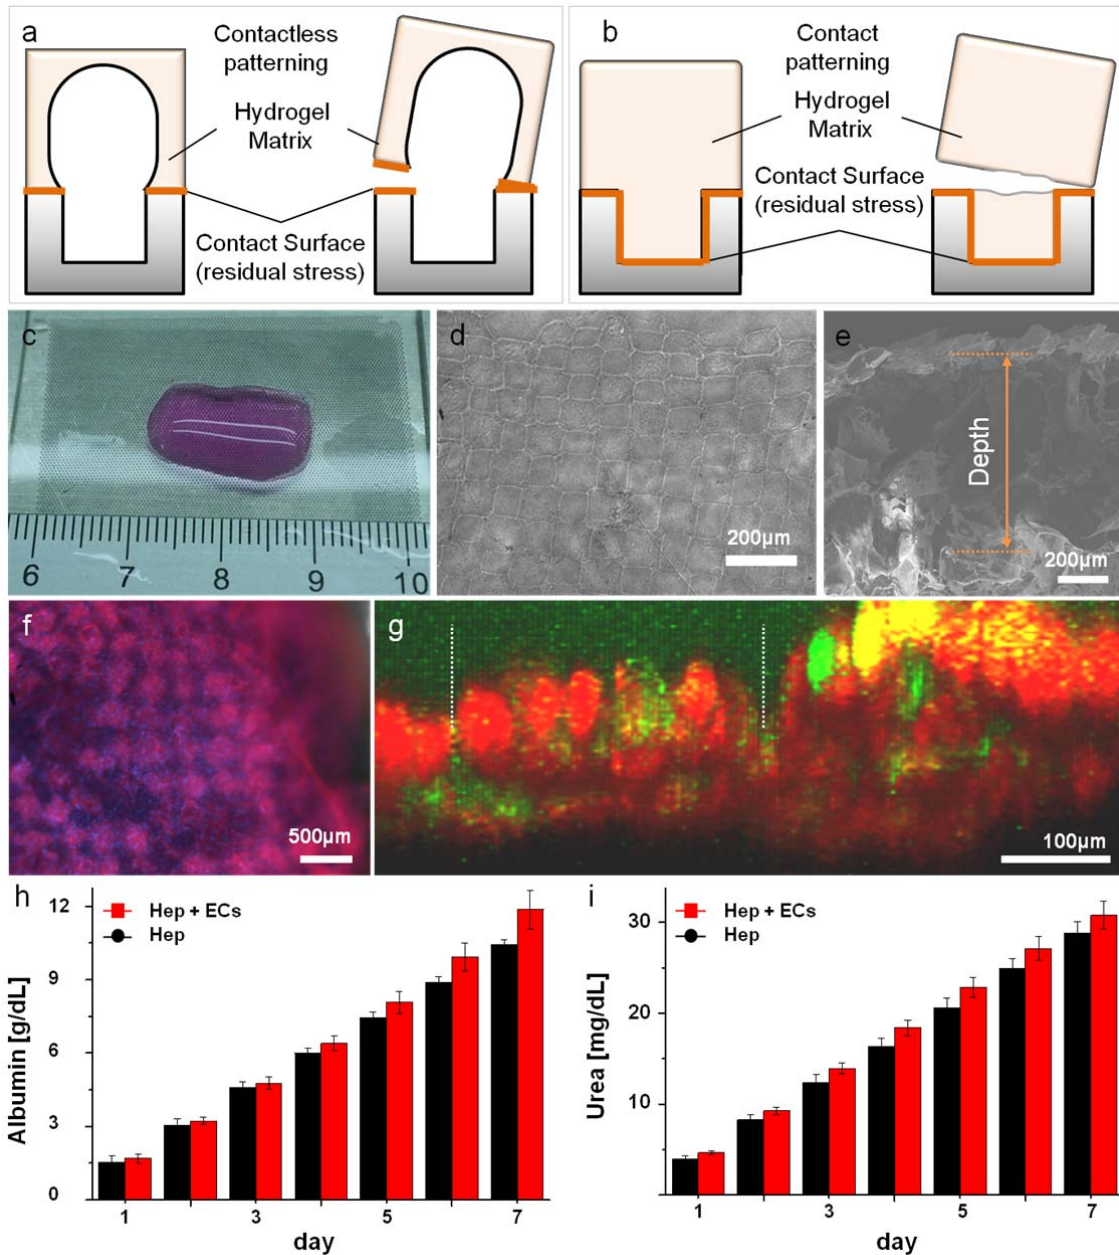 a
Contactless
patterning
Hydrogel
Matrix
Contact Surface
(residual stress)
b
Contact
patterning
Hydrogel
Matrix
Contact Surface
(residual stress)
c
6 7 8 9 10
d
200µm
e
Depth
200µm
f
500µm
g
100µm
h
Hep + ECs
Hep
Albumin [g/dL]
12
9
6
3
0
1 3 5 7
day
i
Hep + ECs
Hep
Urea [mg/dL]
30
20
10
1 3 5 7
day